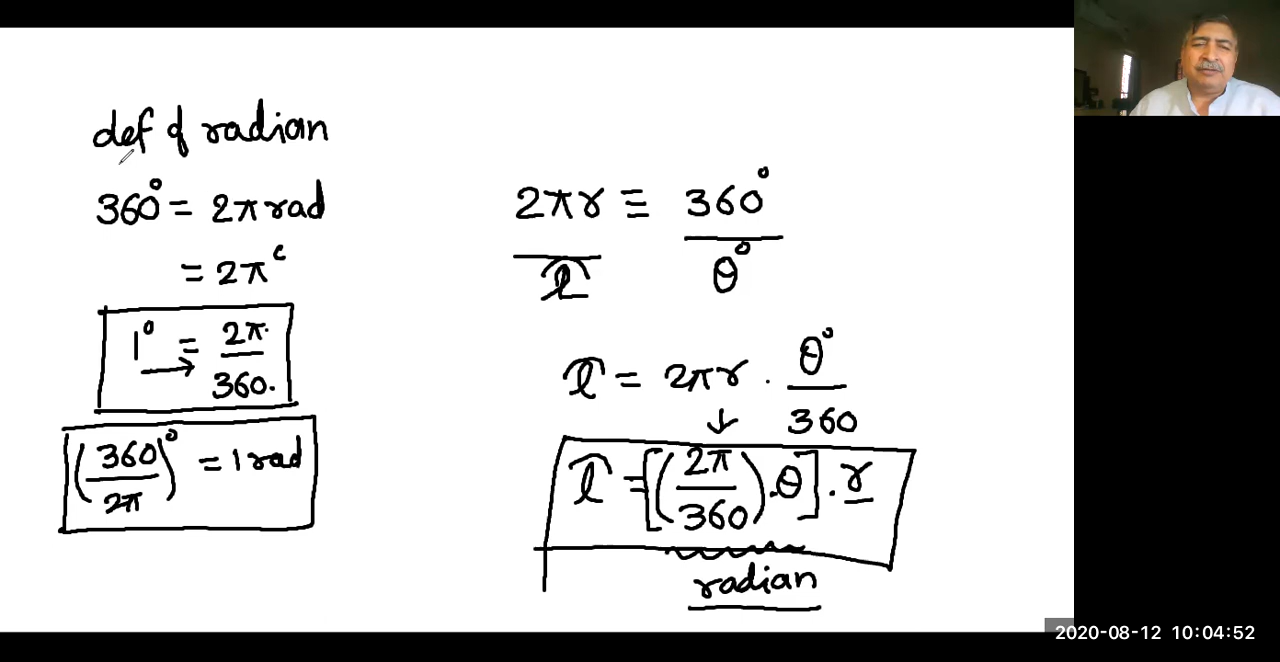 def of radian
360° = 2π rad
= 2π^c
1° = 2π/360.
(360/2π)° = 1 rad
2πr ≡ 360°
l θ°
l = 2πr . θ°/360
↓
l = [(2π/360).θ] . r
radian
2020-08-12 10:04:52